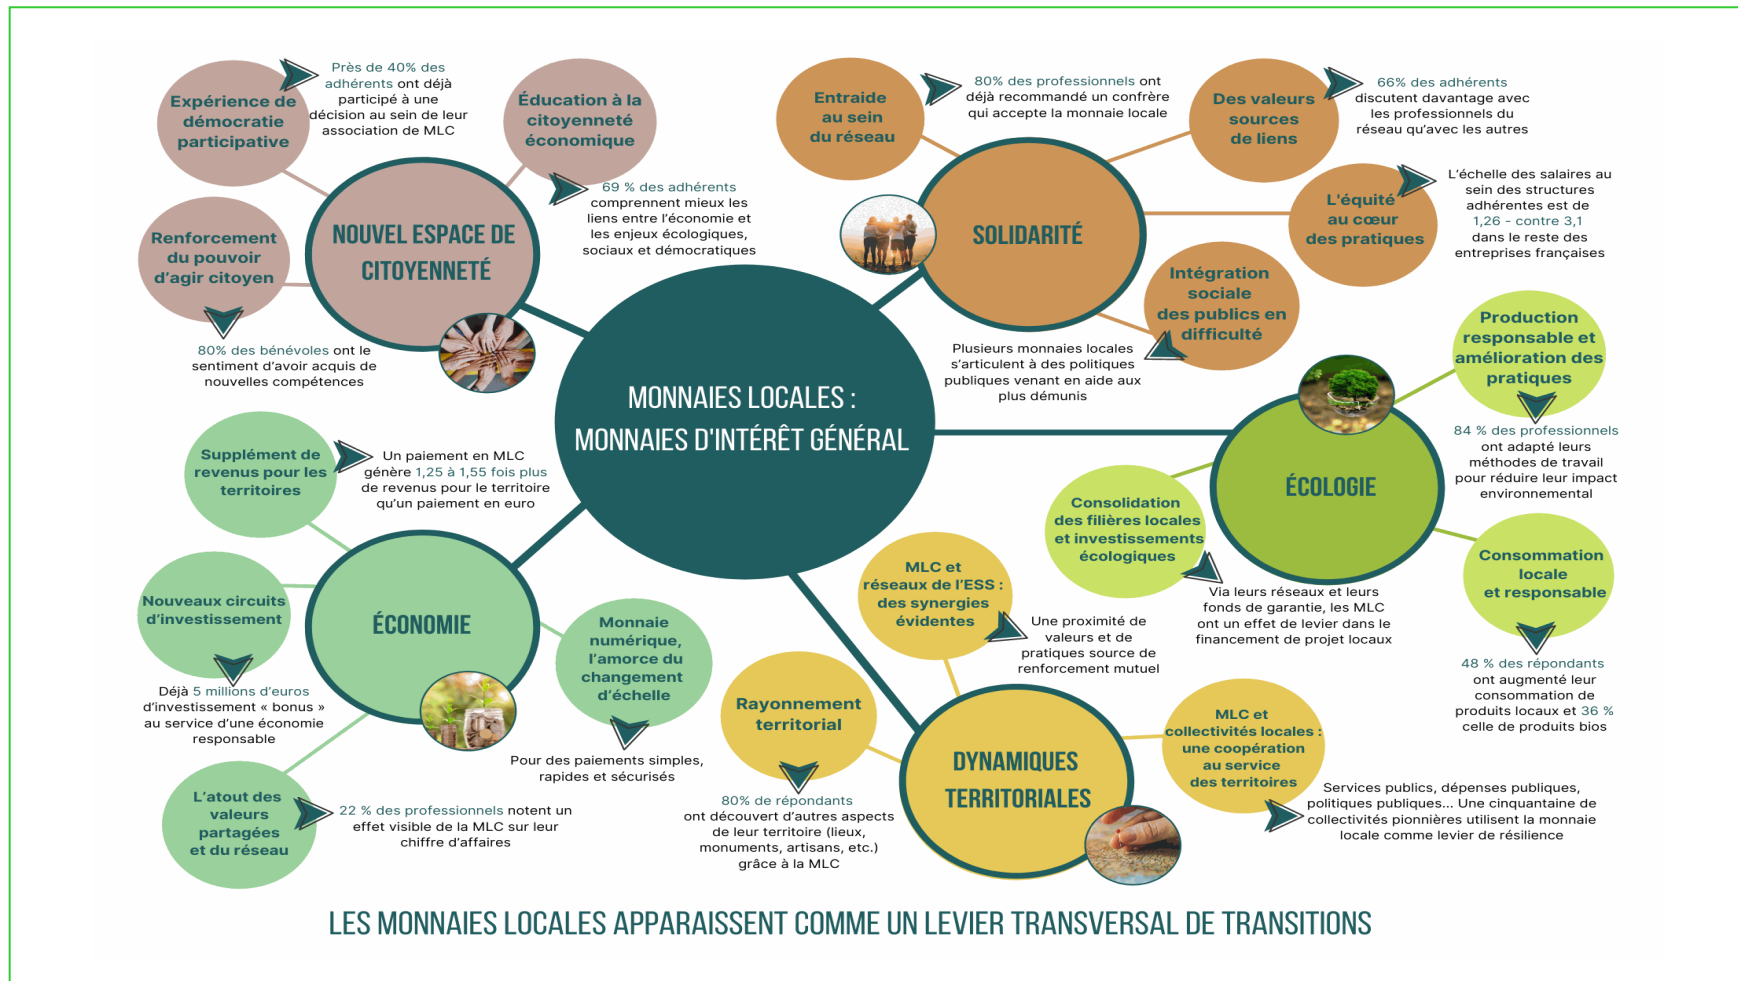 Expérience de
démocratie
participative
Près de 40% des
adhérents ont déjà
participé à une
décision au sein de leur
association de MLC
Éducation à la
citoyenneté
économique
69 % des adhérents
comprennent mieux les
liens entre l'économie et
les enjeux écologiques,
sociaux et démocratiques
Renforcement
du pouvoir
d'agir citoyen
80% des bénévoles ont le
sentiment d'avoir acquis de
nouvelles compétences
NOUVEL ESPACE DE
CITOYENNETÉ
Entraide
au sein
du réseau
80% des professionnels ont
déjà recommandé un confrère
qui accepte la monnaie locale
Des valeurs
sources
de liens
66% des adhérents
discutent davantage avec
les professionnels du
réseau qu'avec les autres
SOLIDARITÉ
L'équité
au cœur
des pratiques
L'échelle des salaires au
sein des structures
adhérentes est de
1,26 - contre 3,1
dans le reste des
entreprises françaises
Intégration
sociale
des publics en
difficulté
Plusieurs monnaies locales
s'articulent à des politiques
publiques venant en aide aux
plus démunis
MONNAIES LOCALES :
MONNAIES D'INTÉRÊT GÉNÉRAL
Production
responsable et
amélioration des
pratiques
84 % des professionnels
ont adapté leurs
méthodes de travail
pour réduire leur impact
environnemental
ÉCOLOGIE
Consolidation
des filières locales
et investissements
écologiques
Via leurs réseaux et leurs
fonds de garantie, les MLC
ont un effet de levier dans le
financement de projet locaux
Consommation
locale
et responsable
48 % des répondants
ont augmenté leur
consommation de
produits locaux et 36 %
celle de produits bios
Supplément de
revenus pour les
territoires
Un paiement en MLC
génère 1,25 à 1,55 fois plus
de revenus pour le territoire
qu'un paiement en euro
Nouveaux circuits
d'investissement
Déjà 5 millions d'euros
d'investissement « bonus »
au service d'une économie
responsable
ÉCONOMIE
Monnaie
numérique,
l'amorce du
changement
d'échelle
Pour des paiements simples,
rapides et sécurisés
L'atout des
valeurs
partagées
et du réseau
22 % des professionnels notent un
effet visible de la MLC sur leur
chiffre d'affaires
MLC et
réseaux de l'ESS :
des synergies
évidentes
Une proximité de
valeurs et de
pratiques source de
renforcement mutuel
Rayonnement
territorial
80% de répondants
ont découvert d'autres aspects
de leur territoire (lieux,
monuments, artisans, etc.)
grâce à la MLC
DYNAMIQUES
TERRITORIALES
MLC et
collectivités locales :
une coopération
au service
des territoires
Services publics, dépenses publiques,
politiques publiques... Une cinquantaine de
collectivités pionnières utilisent la monnaie
locale comme levier de résilience
LES MONNAIES LOCALES APPARAISSENT COMME UN LEVIER TRANSVERSAL DE TRANSITIONS